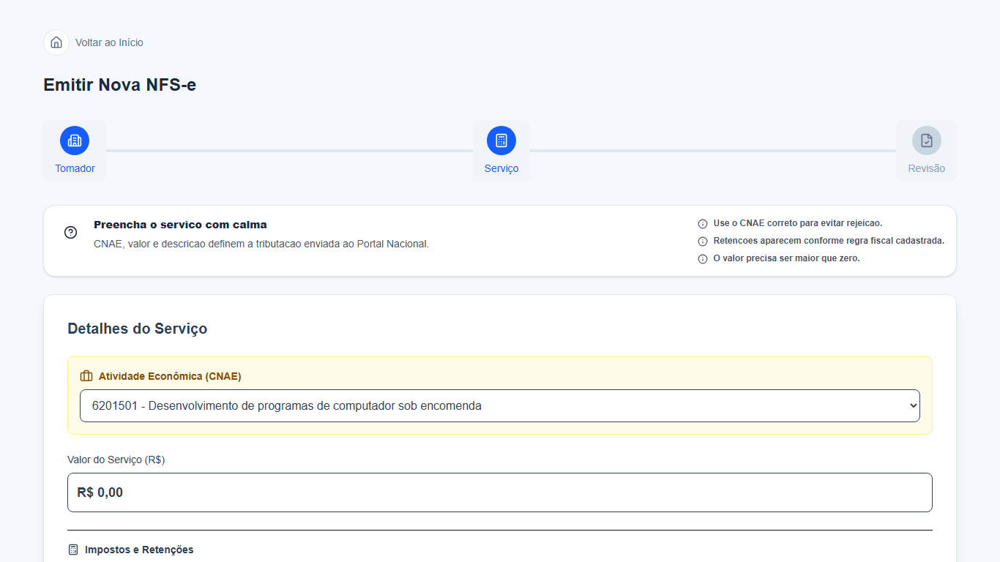 Voltar ao Início
Emitir Nova NFS-e
Tomador
Serviço
Revisão
Preencha o servico com calma
CNAE, valor e descricao definem a tributacao enviada ao Portal Nacional.
Use o CNAE correto para evitar rejeicao.
Retencoes aparecem conforme regra fiscal cadastrada.
O valor precisa ser maior que zero.
Detalhes do Serviço
Atividade Econômica (CNAE)
6201501 - Desenvolvimento de programas de computador sob encomenda
Valor do Serviço (R$)
R$ 0,00
Impostos e Retenções